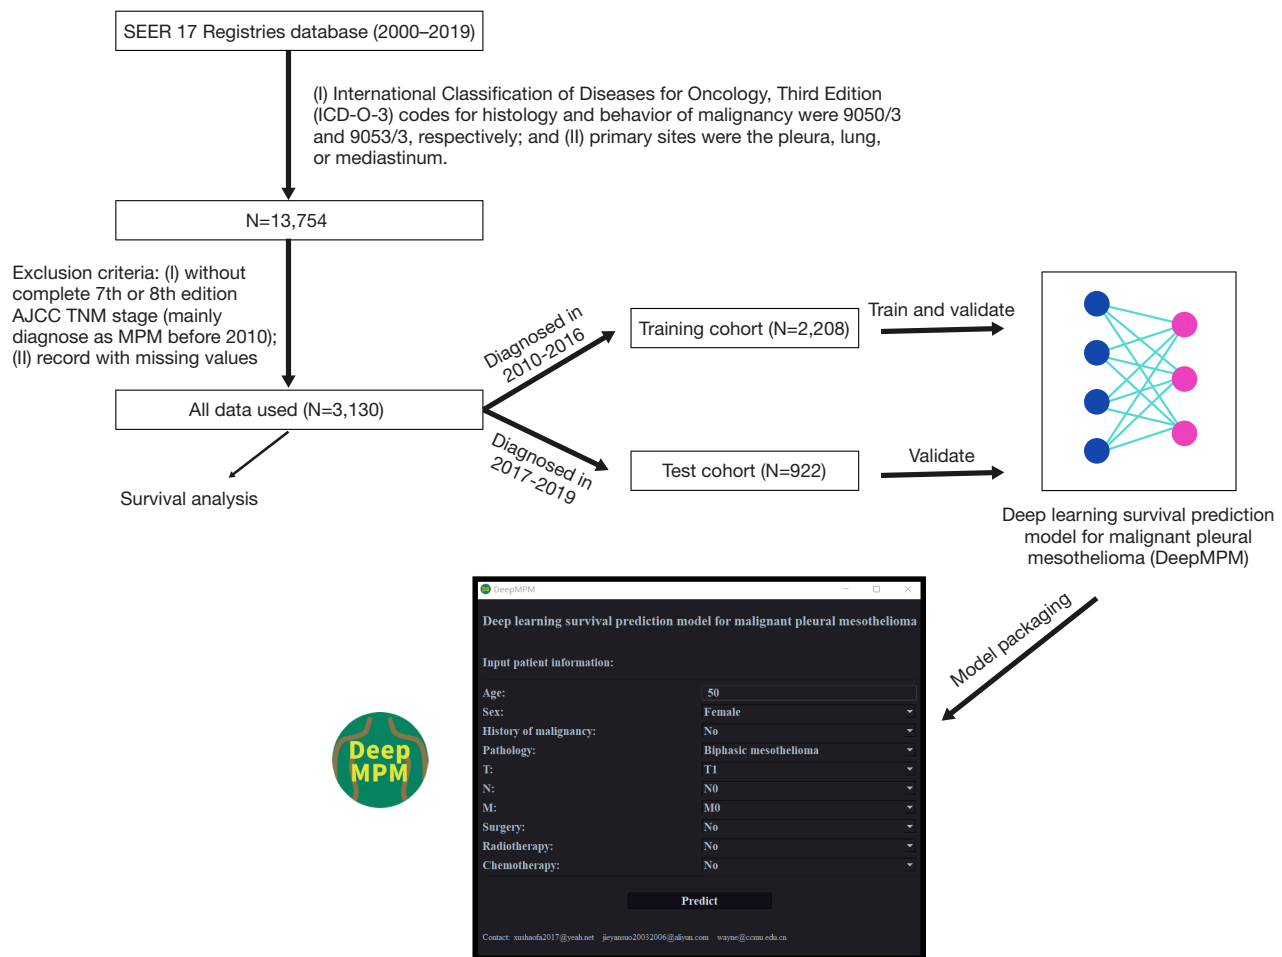 SEER 17 Registries database (2000–2019)
(I) International Classification of Diseases for Oncology, Third Edition
(ICD-O-3) codes for histology and behavior of malignancy were 9050/3
and 9053/3, respectively; and (II) primary sites were the pleura, lung,
or mediastinum.
N=13,754
Exclusion criteria: (I) without
complete 7th or 8th edition
AJCC TNM stage (mainly
diagnose as MPM before 2010);
(II) record with missing values
All data used (N=3,130)
Survival analysis
Diagnosed in
2010-2016
Diagnosed in
2017-2019
Training cohort (N=2,208)
Test cohort (N=922)
Train and validate
Validate
Deep learning survival prediction
model for malignant pleural
mesothelioma (DeepMPM)
Model packaging
Deep
MPM
DeepMPM
Deep learning survival prediction model for malignant pleural mesothelioma
Input patient information:
Age: 50
Sex: Female
History of malignancy: No
Pathology: Biphasic mesothelioma
T: T1
N: N0
M: M0
Surgery: No
Radiotherapy: No
Chemotherapy: No
Predict
Contact: xushaofa2017@yeah.net jieyansuo20032006@aliyun.com wayne@ccmu.edu.cn